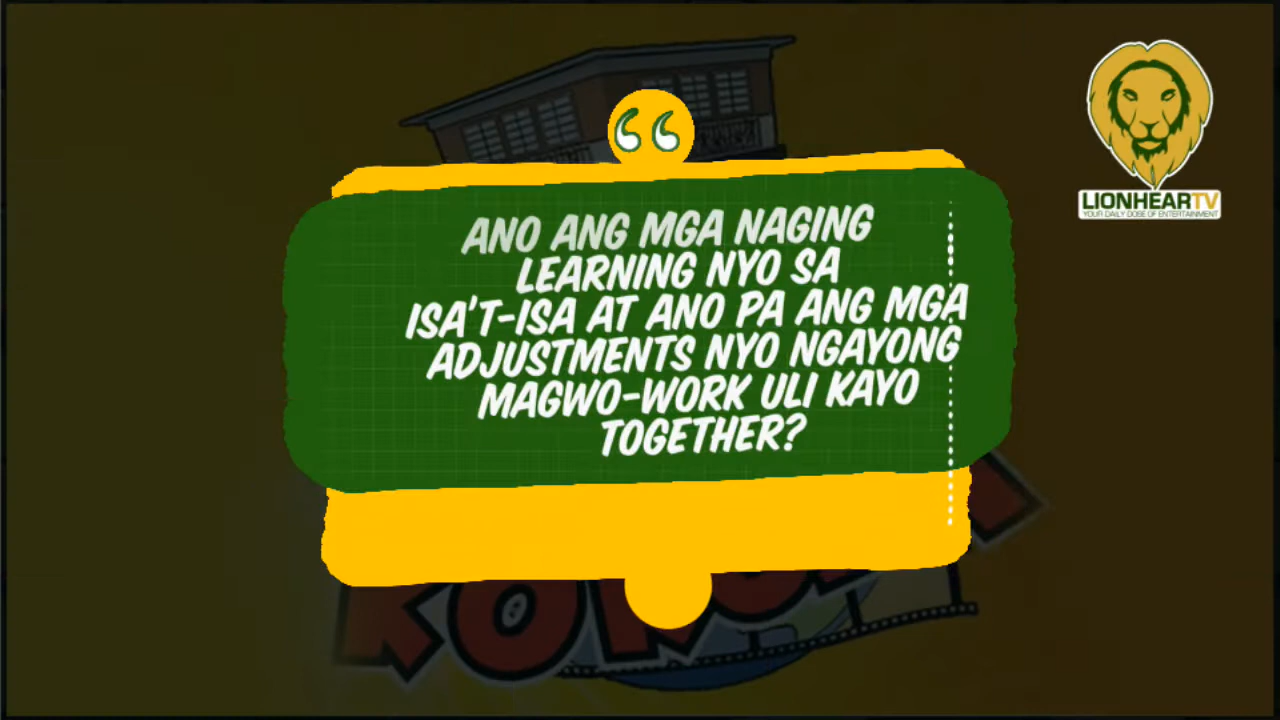 LIONHEARTV
YOUR DAILY DOSE OF ENTERTAINMENT
ANO ANG MGA NAGING
LEARNING NYO SA
ISA'T-ISA AT ANO PA ANG MGA
ADJUSTMENTS NYO NGAYONG
MAGWO-WORK ULI KAYO
TOGETHER?